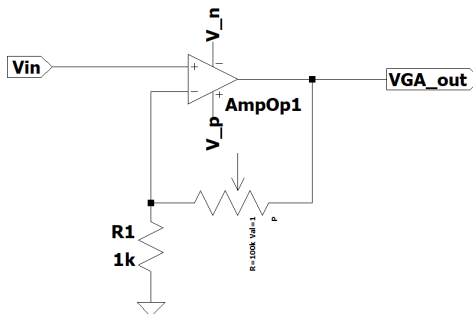 V_n
Vin
+
−
−
+
VGA_out
AmpOp1
V_p
R1
1k
R=100k Val=1
P